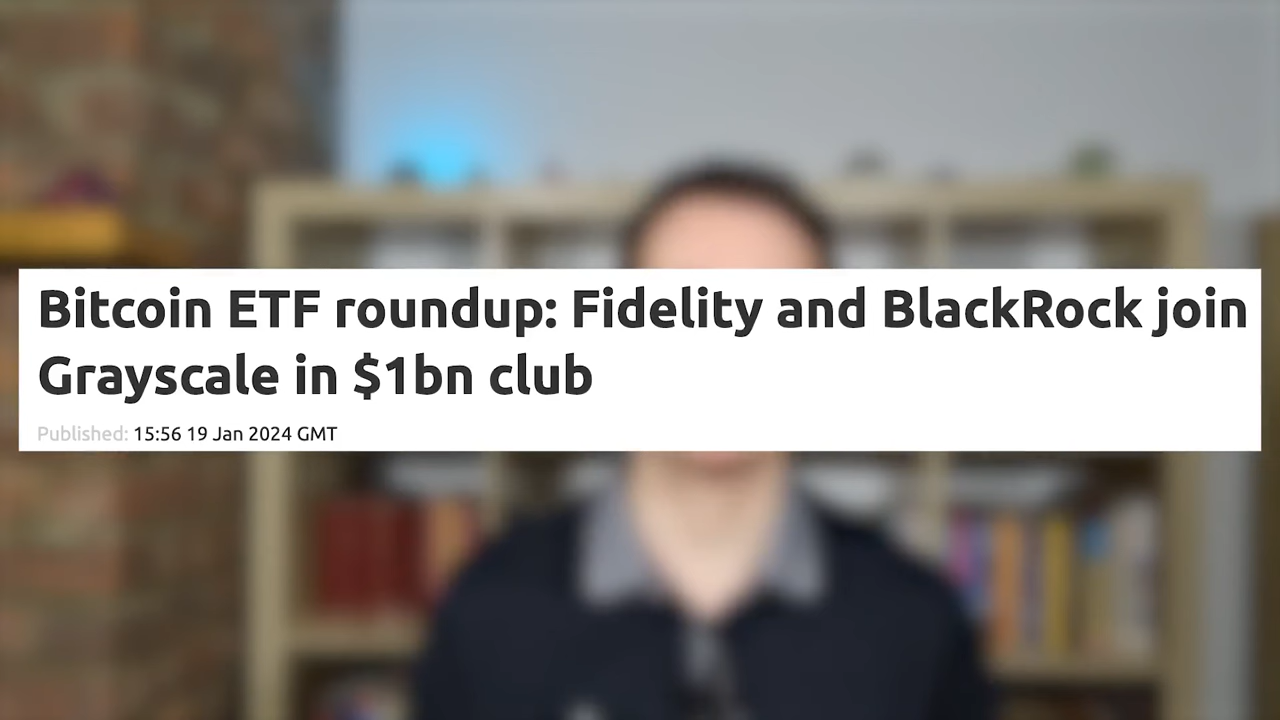 Bitcoin ETF roundup: Fidelity and BlackRock join
Grayscale in $1bn club
Published: 15:56 19 Jan 2024 GMT